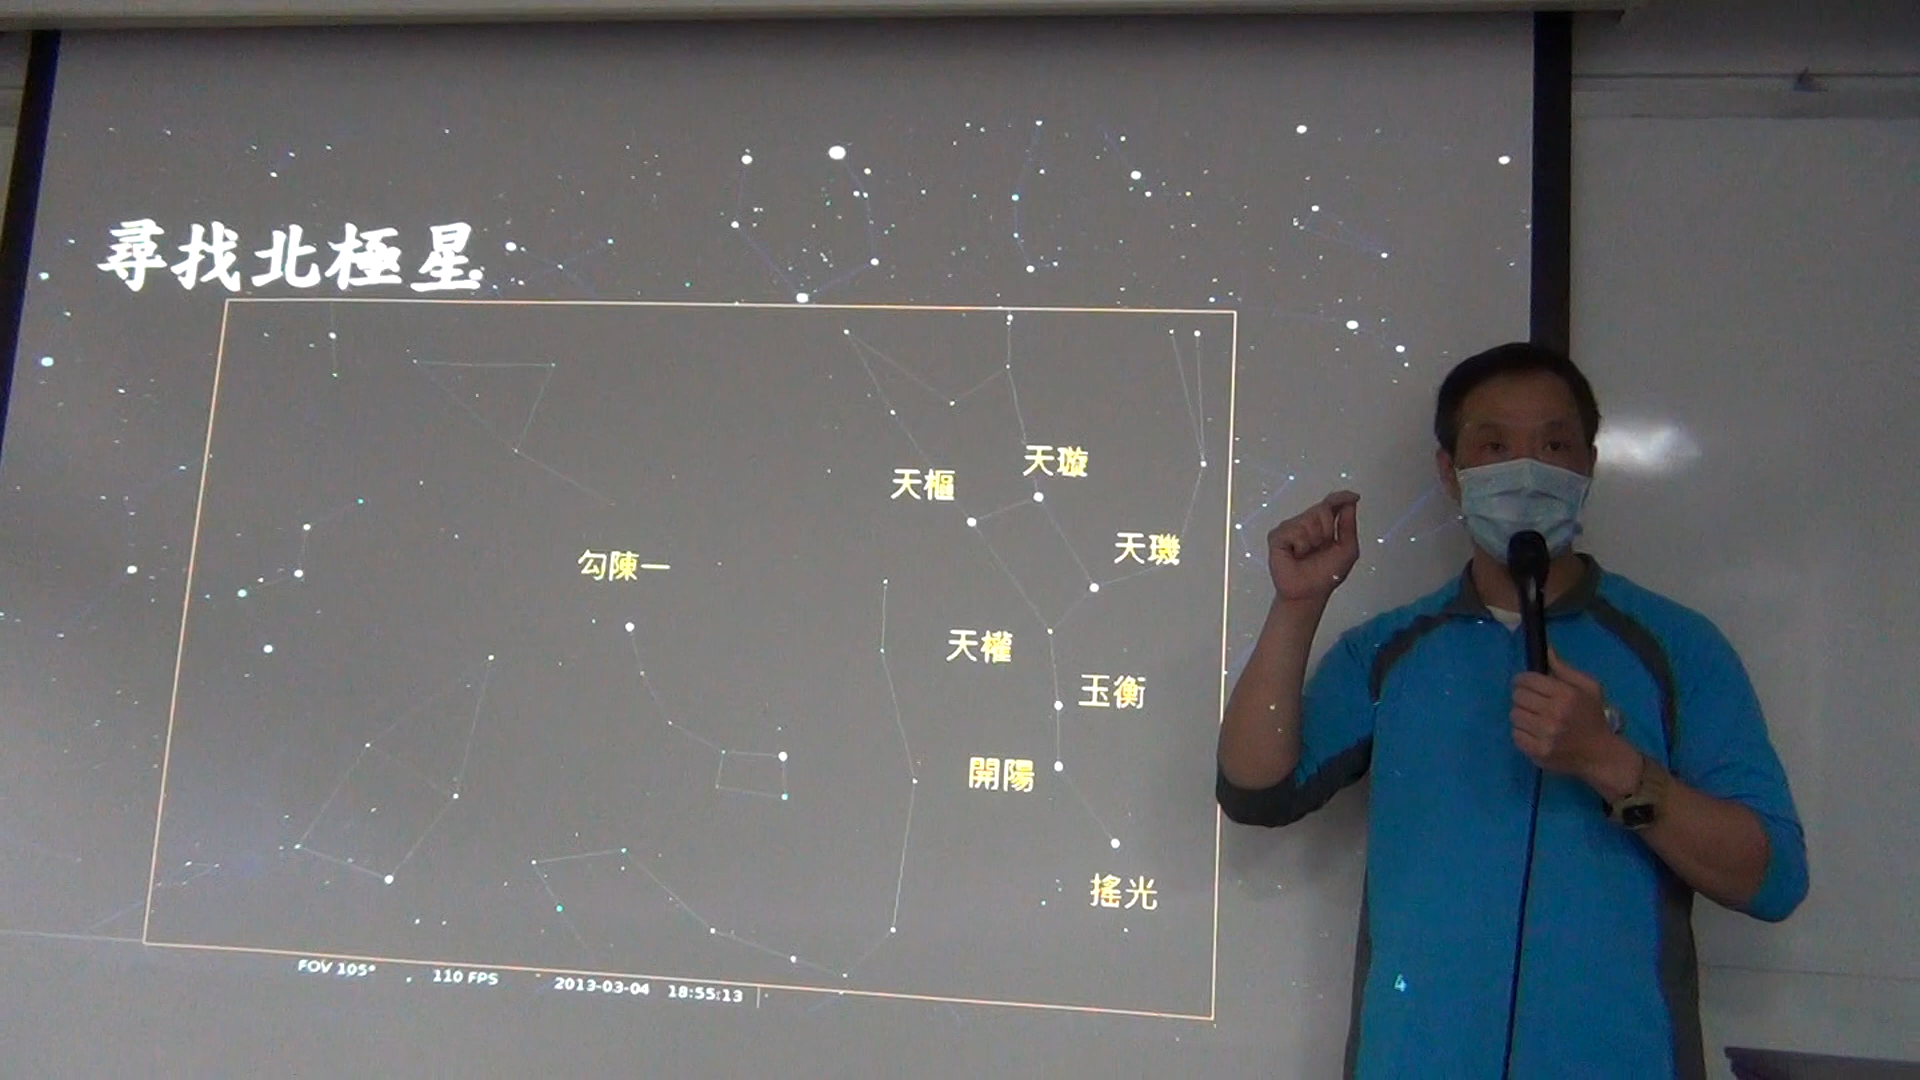 尋找北極星
天璇
天樞
天璣
勾陳一
天權
玉衡
開陽
搖光
FOV 105°
110 FPS
2013-03-04 18:55:13
4